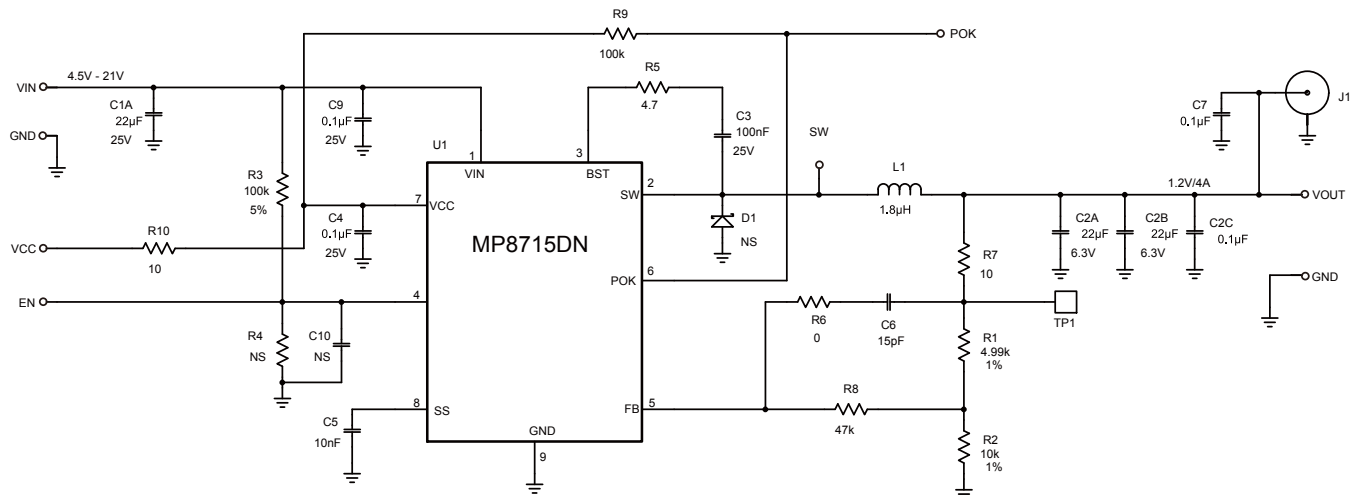 R9
100k
POK
VIN
4.5V - 21V
C1A
22µF
25V
C9
0.1µF
25V
R5
4.7
C3
100nF
25V
SW
C7
0.1µF
J1
GND
U1
1
VIN
3
BST
R3
100k
5%
2
SW
L1
1.8µH
1.2V/4A
VOUT
7
VCC
C4
0.1µF
25V
D1
NS
C2A
22µF
6.3V
C2B
22µF
6.3V
C2C
0.1µF
MP8715DN
VCC
R10
10
R7
10
6
POK
GND
EN
4
R4
NS
C10
NS
R6
0
C6
15pF
TP1
R1
4.99k
1%
8
SS
C5
10nF
5
FB
R8
47k
R2
10k
1%
GND
9